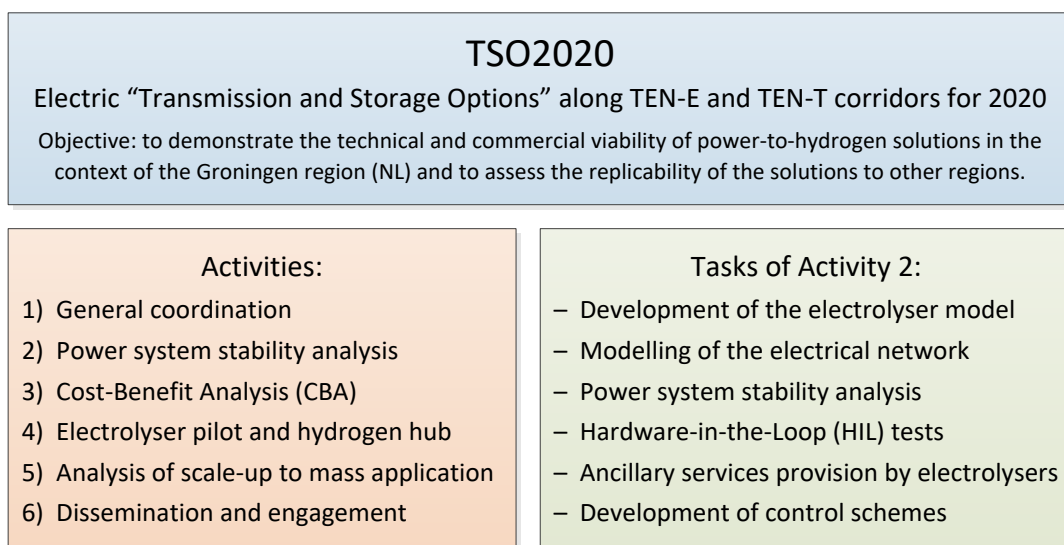 TSO2020
Electric “Transmission and Storage Options” along TEN-E and TEN-T corridors for 2020
Objective: to demonstrate the technical and commercial viability of power-to-hydrogen solutions in the
context of the Groningen region (NL) and to assess the replicability of the solutions to other regions.
Activities:
1) General coordination
2) Power system stability analysis
3) Cost-Benefit Analysis (CBA)
4) Electrolyser pilot and hydrogen hub
5) Analysis of scale-up to mass application
6) Dissemination and engagement
Tasks of Activity 2:
– Development of the electrolyser model
– Modelling of the electrical network
– Power system stability analysis
– Hardware-in-the-Loop (HIL) tests
– Ancillary services provision by electrolysers
– Development of control schemes